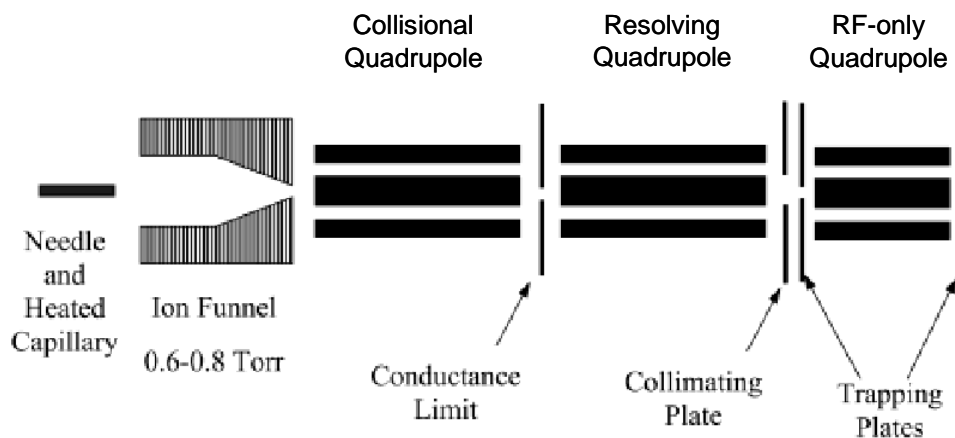 Collisional
Quadrupole
Resolving
Quadrupole
RF-only
Quadrupole
Needle
and
Heated
Capillary
Ion Funnel
0.6-0.8 Torr
Conductance
Limit
Collimating
Plate
Trapping
Plates